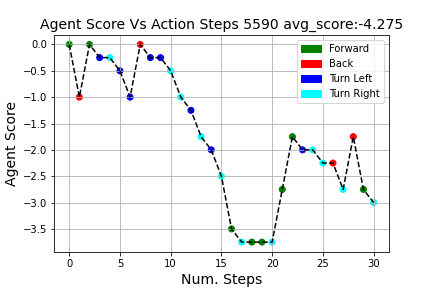 Agent Score Vs Action Steps 5590 avg_score:-4.275
Forward
Back
Turn Left
Turn Right
Agent Score
0.0
−0.5
−1.0
−1.5
−2.0
−2.5
−3.0
−3.5
0 5 10 15 20 25 30
Num. Steps